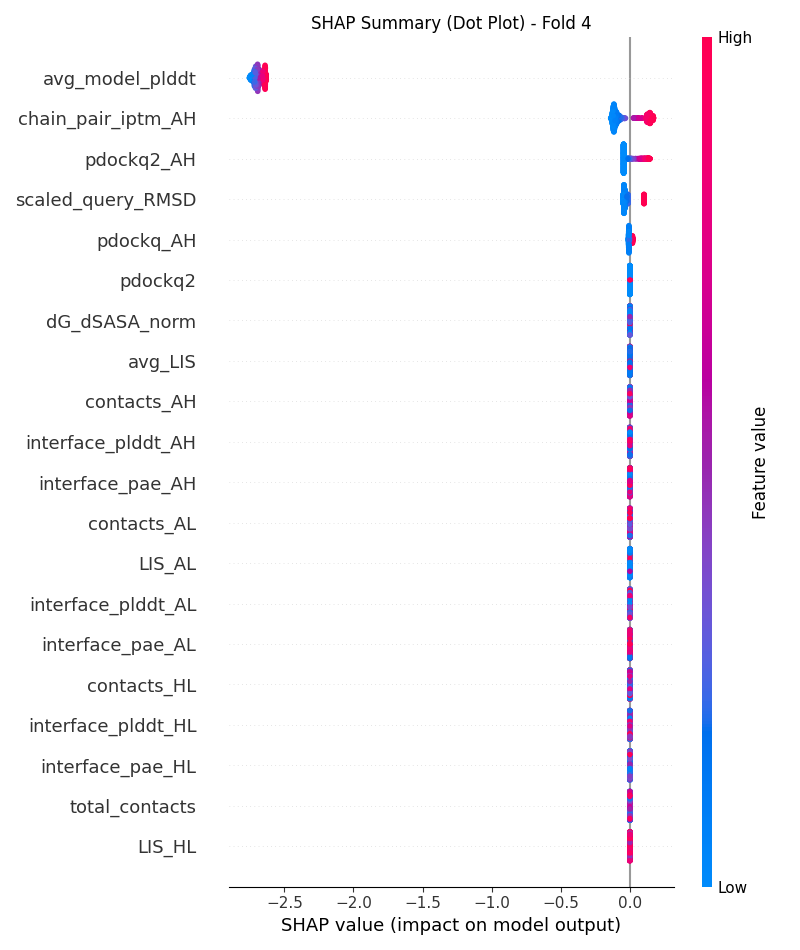 SHAP Summary (Dot Plot) - Fold 4
High
avg_model_plddt
chain_pair_iptm_AH
pdockq2_AH
scaled_query_RMSD
pdockq_AH
pdockq2
dG_dSASA_norm
avg_LIS
contacts_AH
interface_plddt_AH
interface_pae_AH
contacts_AL
LIS_AL
interface_plddt_AL
interface_pae_AL
contacts_HL
interface_plddt_HL
interface_pae_HL
total_contacts
LIS_HL
Feature value
Low
−2.5 −2.0 −1.5 −1.0 −0.5 0.0
SHAP value (impact on model output)